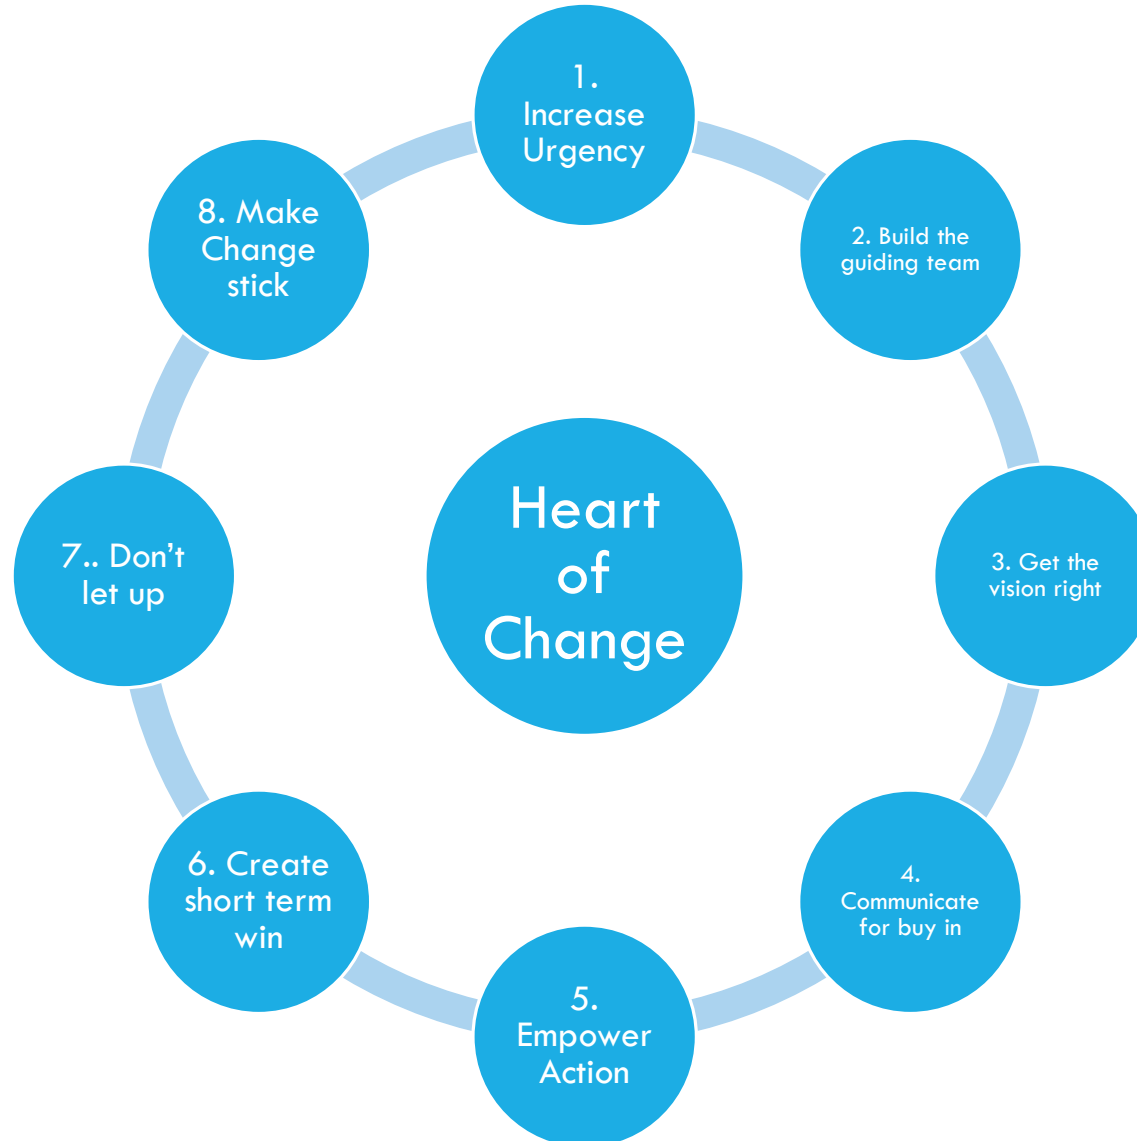 1.
Increase
Urgency
2. Build the
guiding team
3. Get the
vision right
4.
Communicate
for buy in
5.
Empower
Action
6. Create
short term
win
7.. Don’t
let up
8. Make
Change
stick
Heart
of
Change